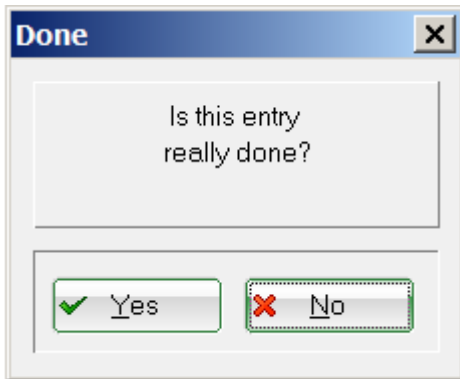 Done
Is this entry
really done?
Yes
No